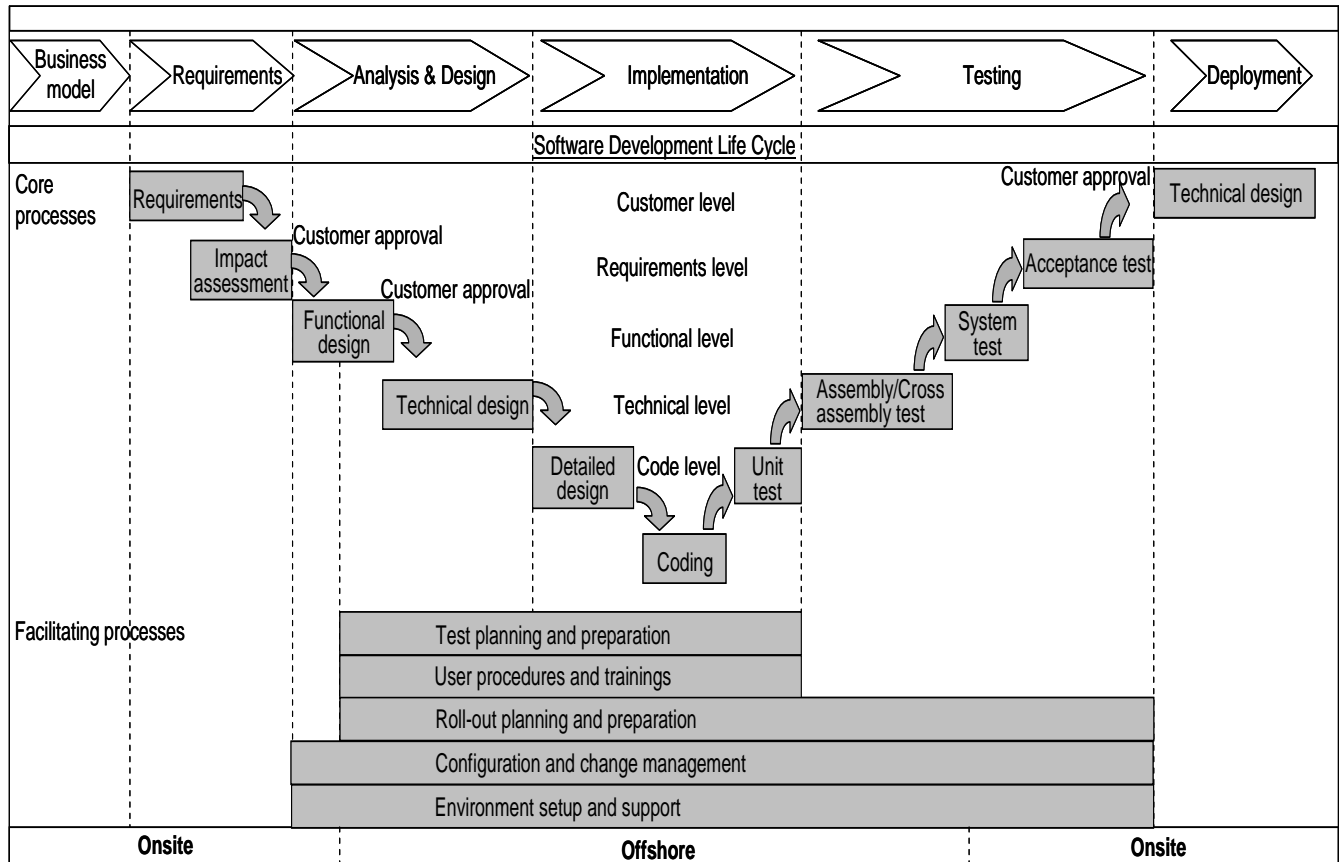 Business
model
Requirements
Analysis & Design
Implementation
Testing
Deployment
Software Development Life Cycle
Core
processes
Requirements
Customer level
Customer approval
Technical design
Impact
assessment
Customer approval
Requirements level
Acceptance test
Functional
design
Customer approval
Functional level
System
test
Technical design
Technical level
Assembly/Cross
assembly test
Detailed
design
Code level
Unit
test
Coding
Facilitating processes
Test planning and preparation
User procedures and trainings
Roll-out planning and preparation
Configuration and change management
Environment setup and support
Onsite
Offshore
Onsite